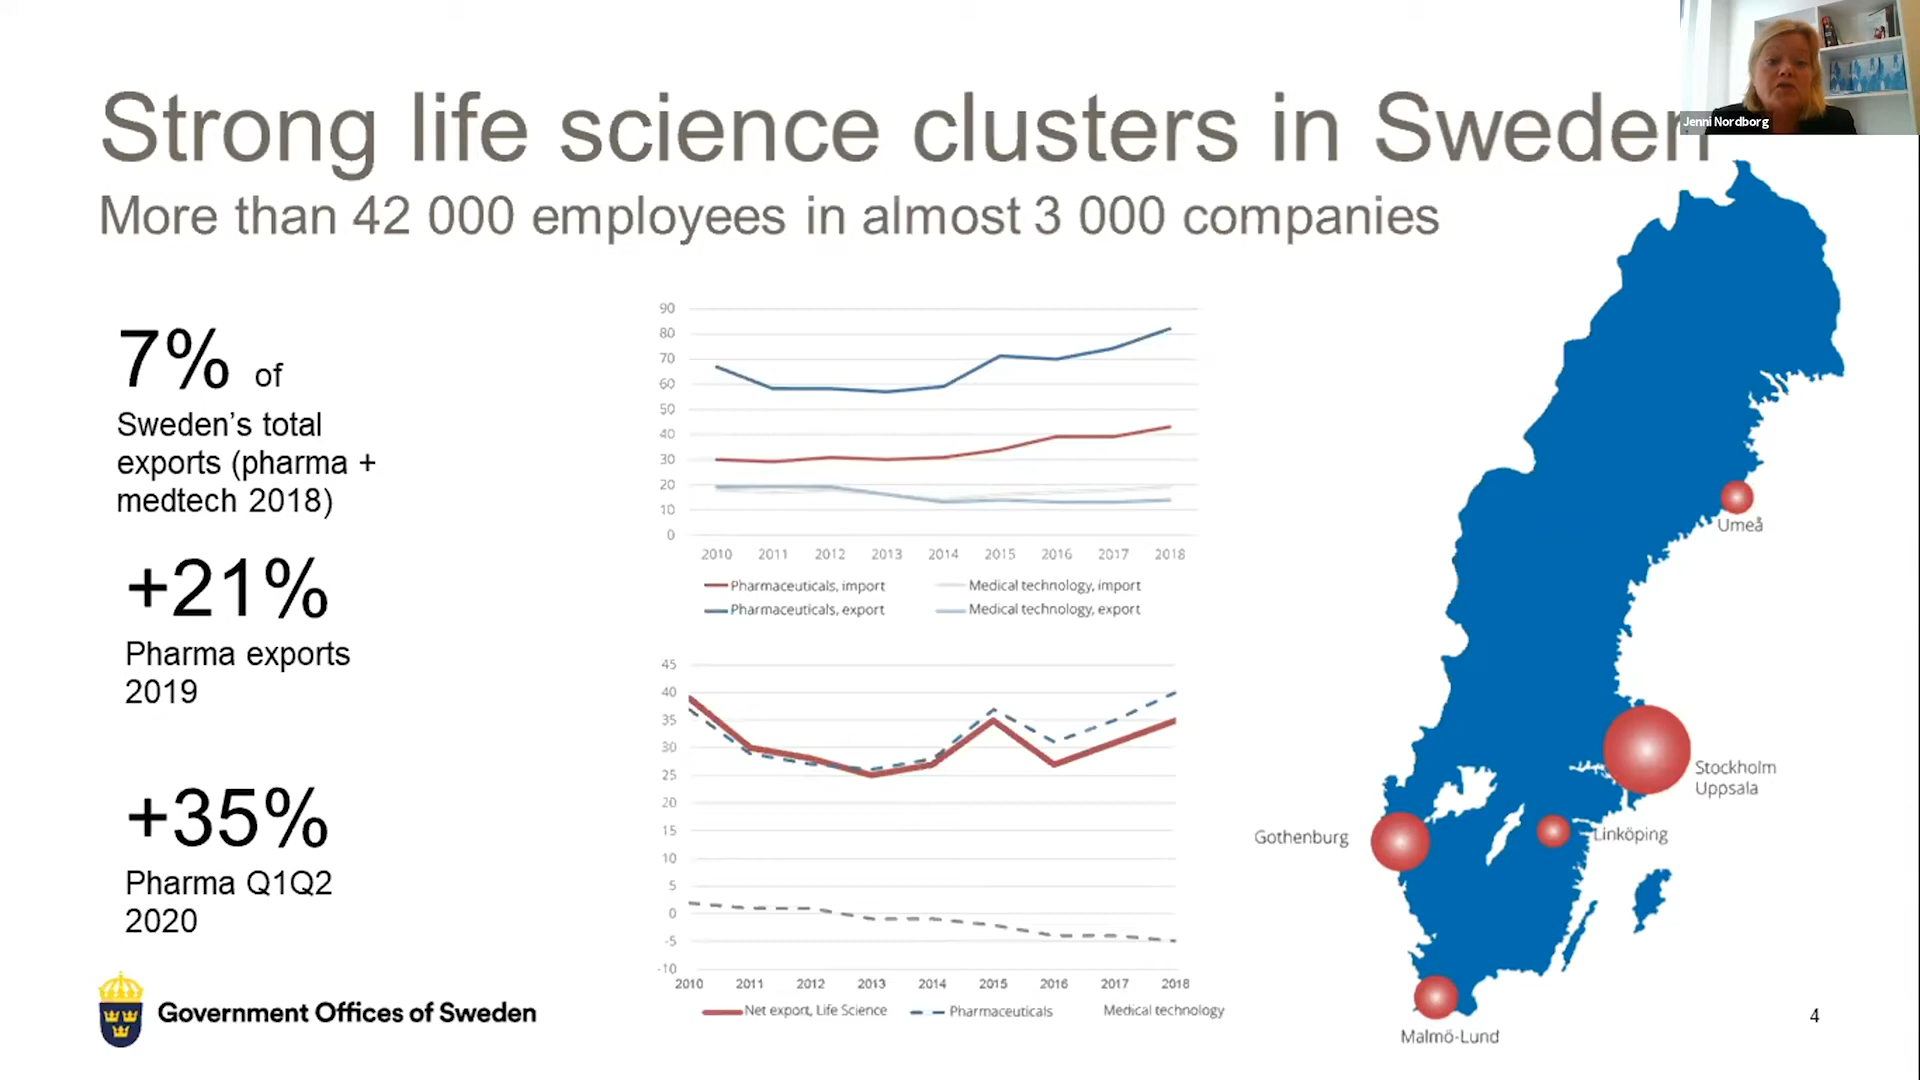 Jenni Nordborg
Strong life science clusters in Sweden
More than 42 000 employees in almost 3 000 companies
7% of
Sweden’s total
exports (pharma +
medtech 2018)
+21%
Pharma exports
2019
+35%
Pharma Q1Q2
2020
Government Offices of Sweden
90
80
70
60
50
40
30
20
10
0
2010 2011 2012 2013 2014 2015 2016 2017 2018
Pharmaceuticals, import Medical technology, import
Pharmaceuticals, export Medical technology, export
45
40
35
30
25
20
15
10
5
0
-5
-10
2010 2011 2012 2013 2014 2015 2016 2017 2018
Net export, Life Science Pharmaceuticals Medical technology
Umeå
Stockholm
Uppsala
Gothenburg
Linköping
Malmö-Lund
4